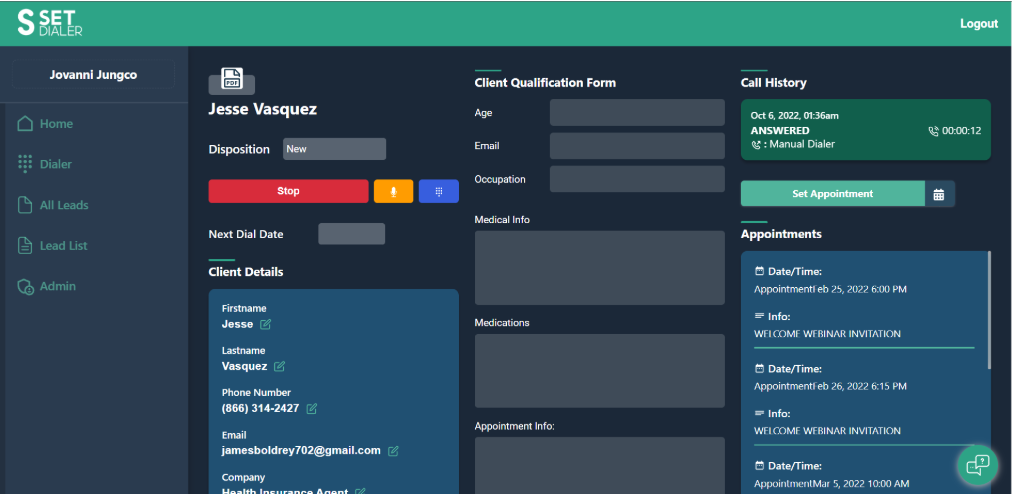 SET
DIALER
Logout
Jovanni Jungco
Home
Dialer
All Leads
Lead List
Admin
PDF
Jesse Vasquez
Disposition
New
Stop
Next Dial Date
Client Details
Firstname
Jesse
Lastname
Vasquez
Phone Number
(866) 314-2427
Email
jamesboldrey702@gmail.com
Company
Health Insurance Agent
Client Qualification Form
Age
Email
Occupation
Medical Info
Medications
Appointment Info:
Call History
Oct 6, 2022, 01:36am
ANSWERED
00:00:12
: Manual Dialer
Set Appointment
Appointments
Date/Time:
AppointmentFeb 25, 2022 6:00 PM
Info:
WELCOME WEBINAR INVITATION
Date/Time:
AppointmentFeb 26, 2022 6:15 PM
Info:
WELCOME WEBINAR INVITATION
Date/Time:
AppointmentMar 5, 2022 10:00 AM